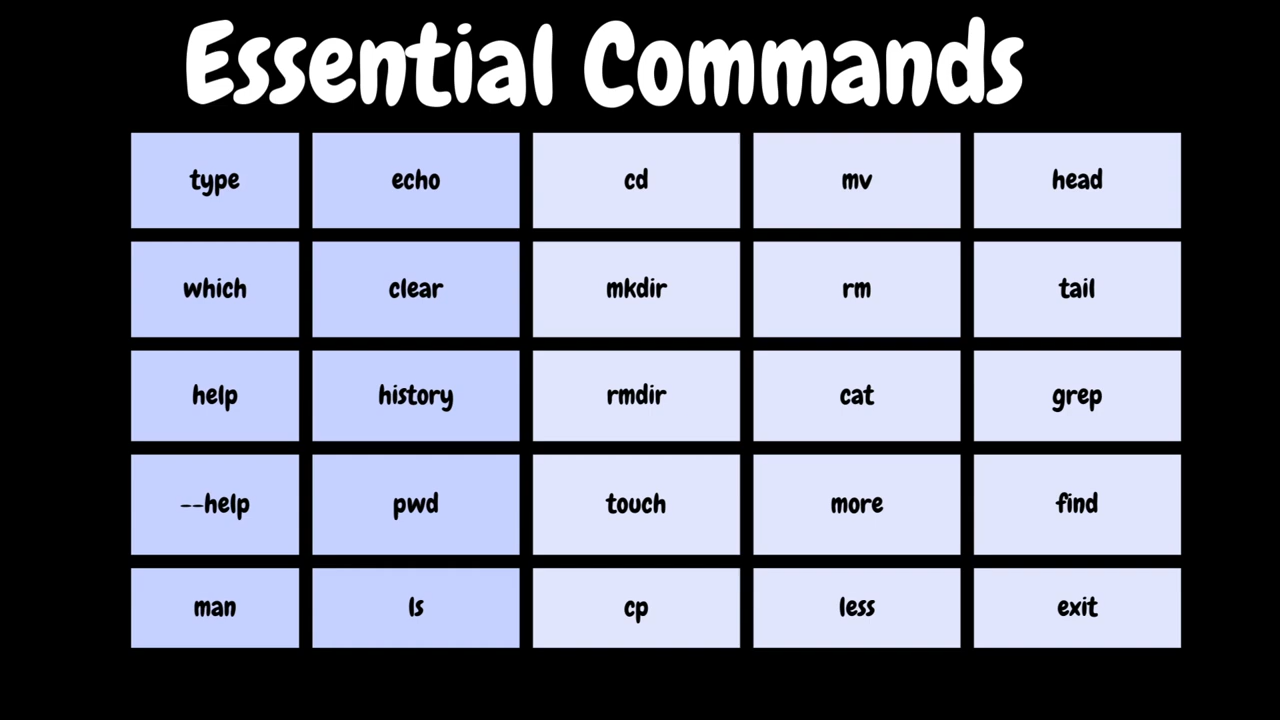 Essential Commands
type echo cd mv head
which clear mkdir rm tail
help history rmdir cat grep
--help pwd touch more find
man ls cp less exit